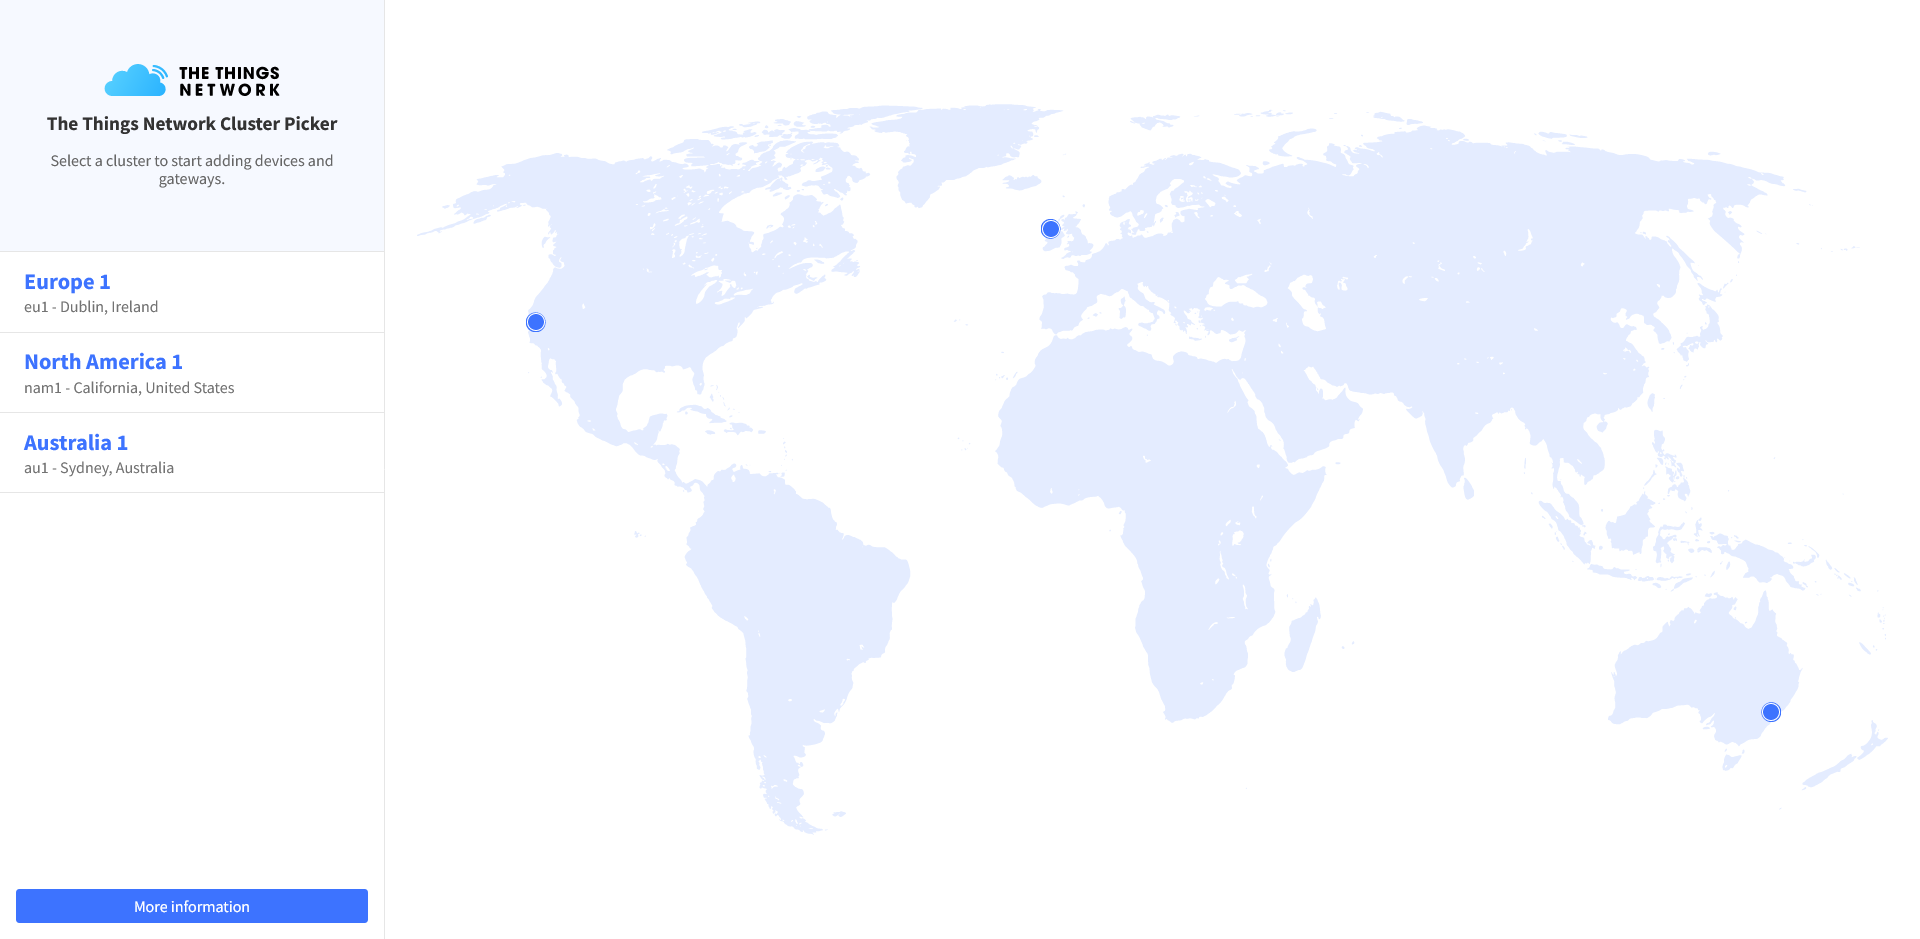 THE THINGS
NETWORK
The Things Network Cluster Picker
Select a cluster to start adding devices and
gateways.
Europe 1
eu1 - Dublin, Ireland
North America 1
nam1 - California, United States
Australia 1
au1 - Sydney, Australia
More information